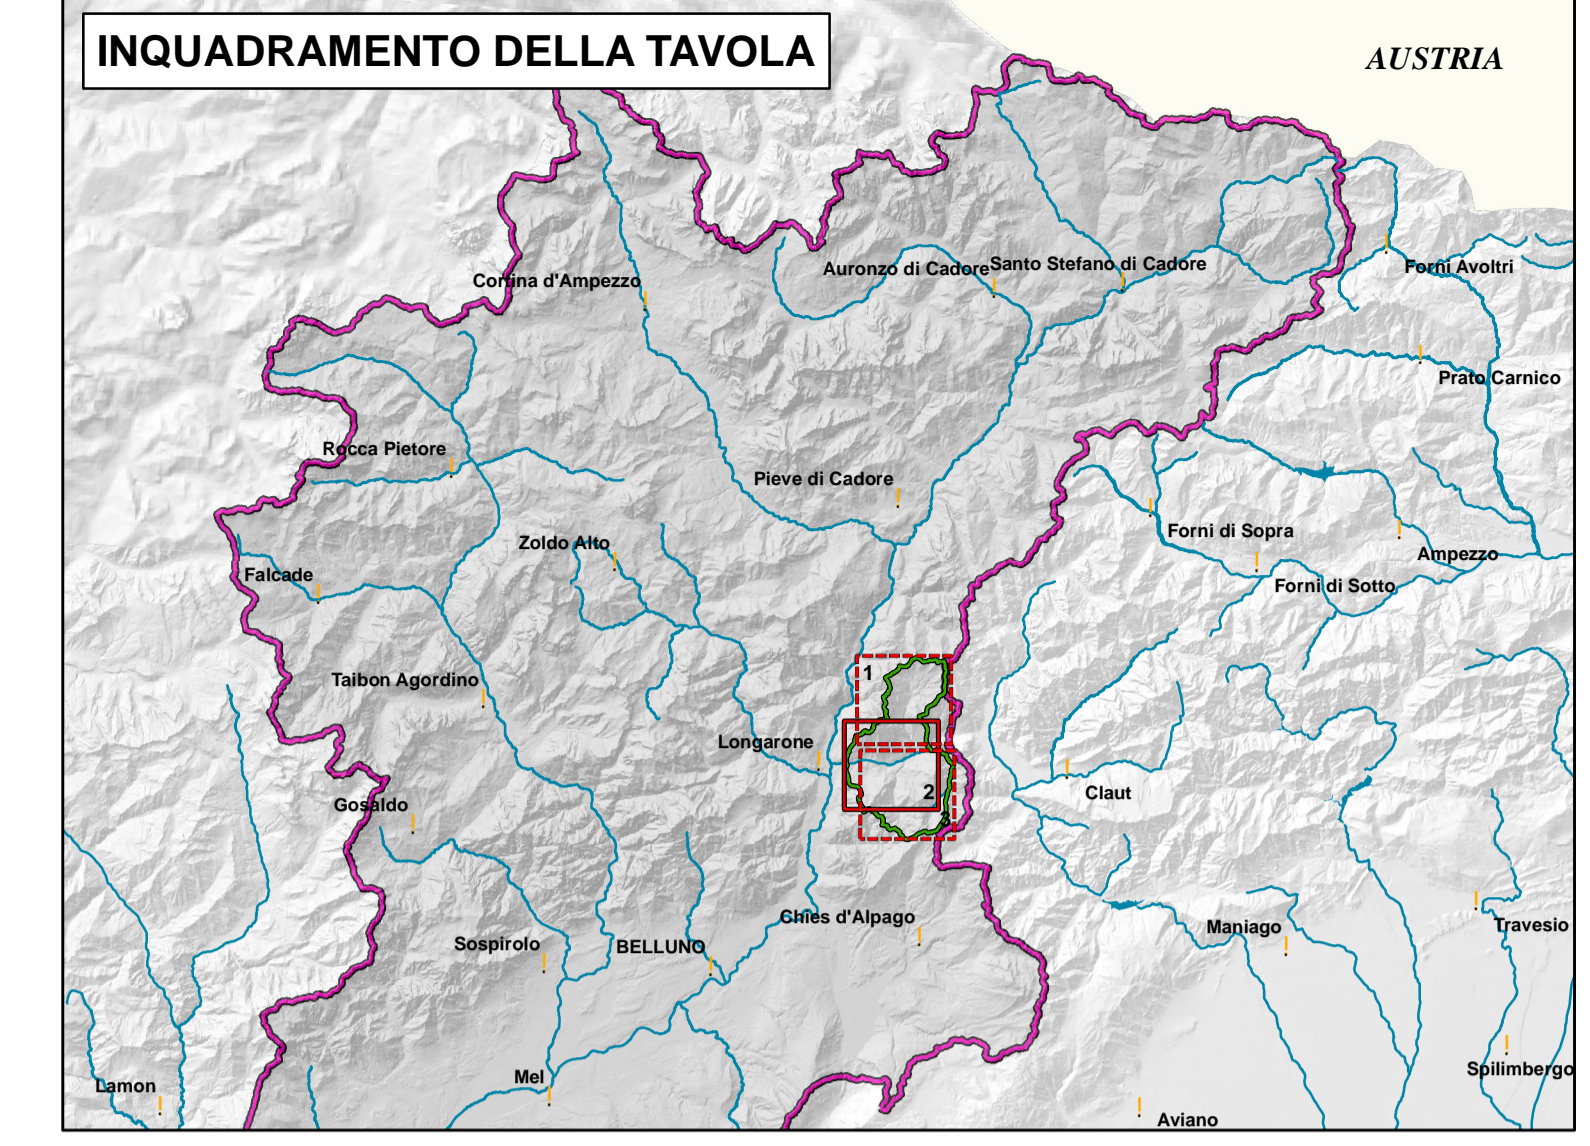 INQUADRAMENTO DELLA TAVOLA
AUSTRIA
Cortina d'Ampezzo
Auronzo di Cadore
Santo Stefano di Cadore
Forni Avoltri
Prato Carnico
Rocca Pietore
Pieve di Cadore
Forni di Sopra
Zoldo Alto
Ampezzo
Falcade
Forni di Sotto
1
Taibon Agordino
Longarone
2
Claut
Gosaldo
3
Chies d'Alpago
Maniago
Travesio
Sospirolo
BELLUNO
Spilimbergo
Mel
Lamon
Aviano